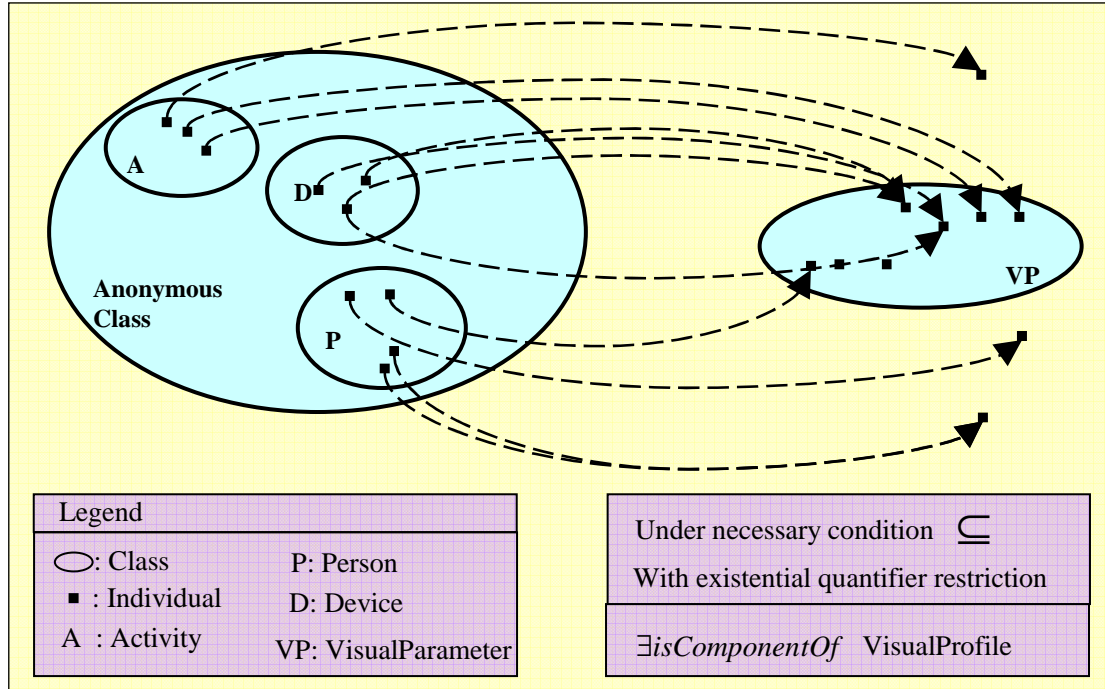 A
D
Anonymous
Class
P
VP
Legend
: Class
P: Person
: Individual
D: Device
A : Activity
VP: VisualParameter
Under necessary condition ⊆
With existential quantifier restriction
∃isComponentOf VisualProfile